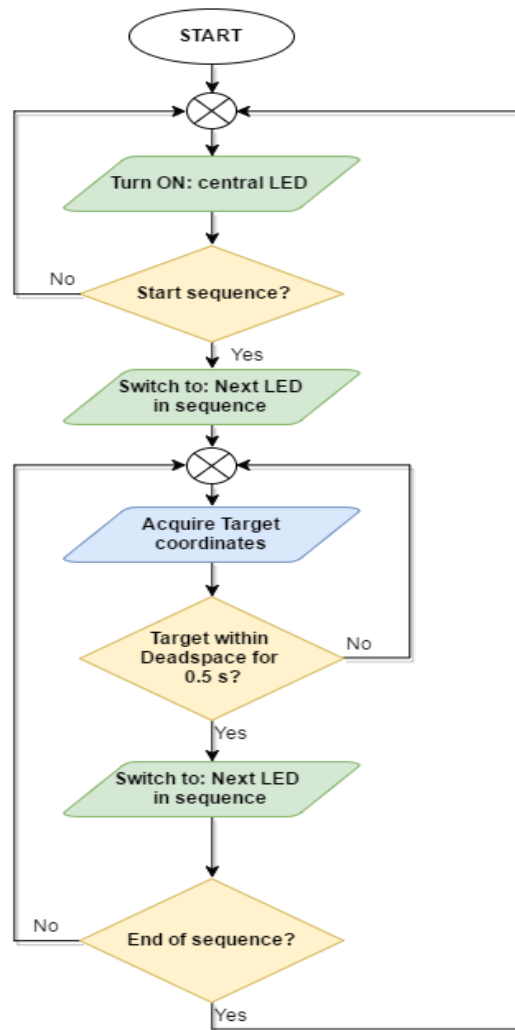 START
Turn ON: central LED
No
Start sequence?
Yes
Switch to: Next LED
in sequence
Acquire Target
coordinates
Target within
Deadspace for
0.5 s?
No
Yes
Switch to: Next LED
in sequence
No
End of sequence?
Yes